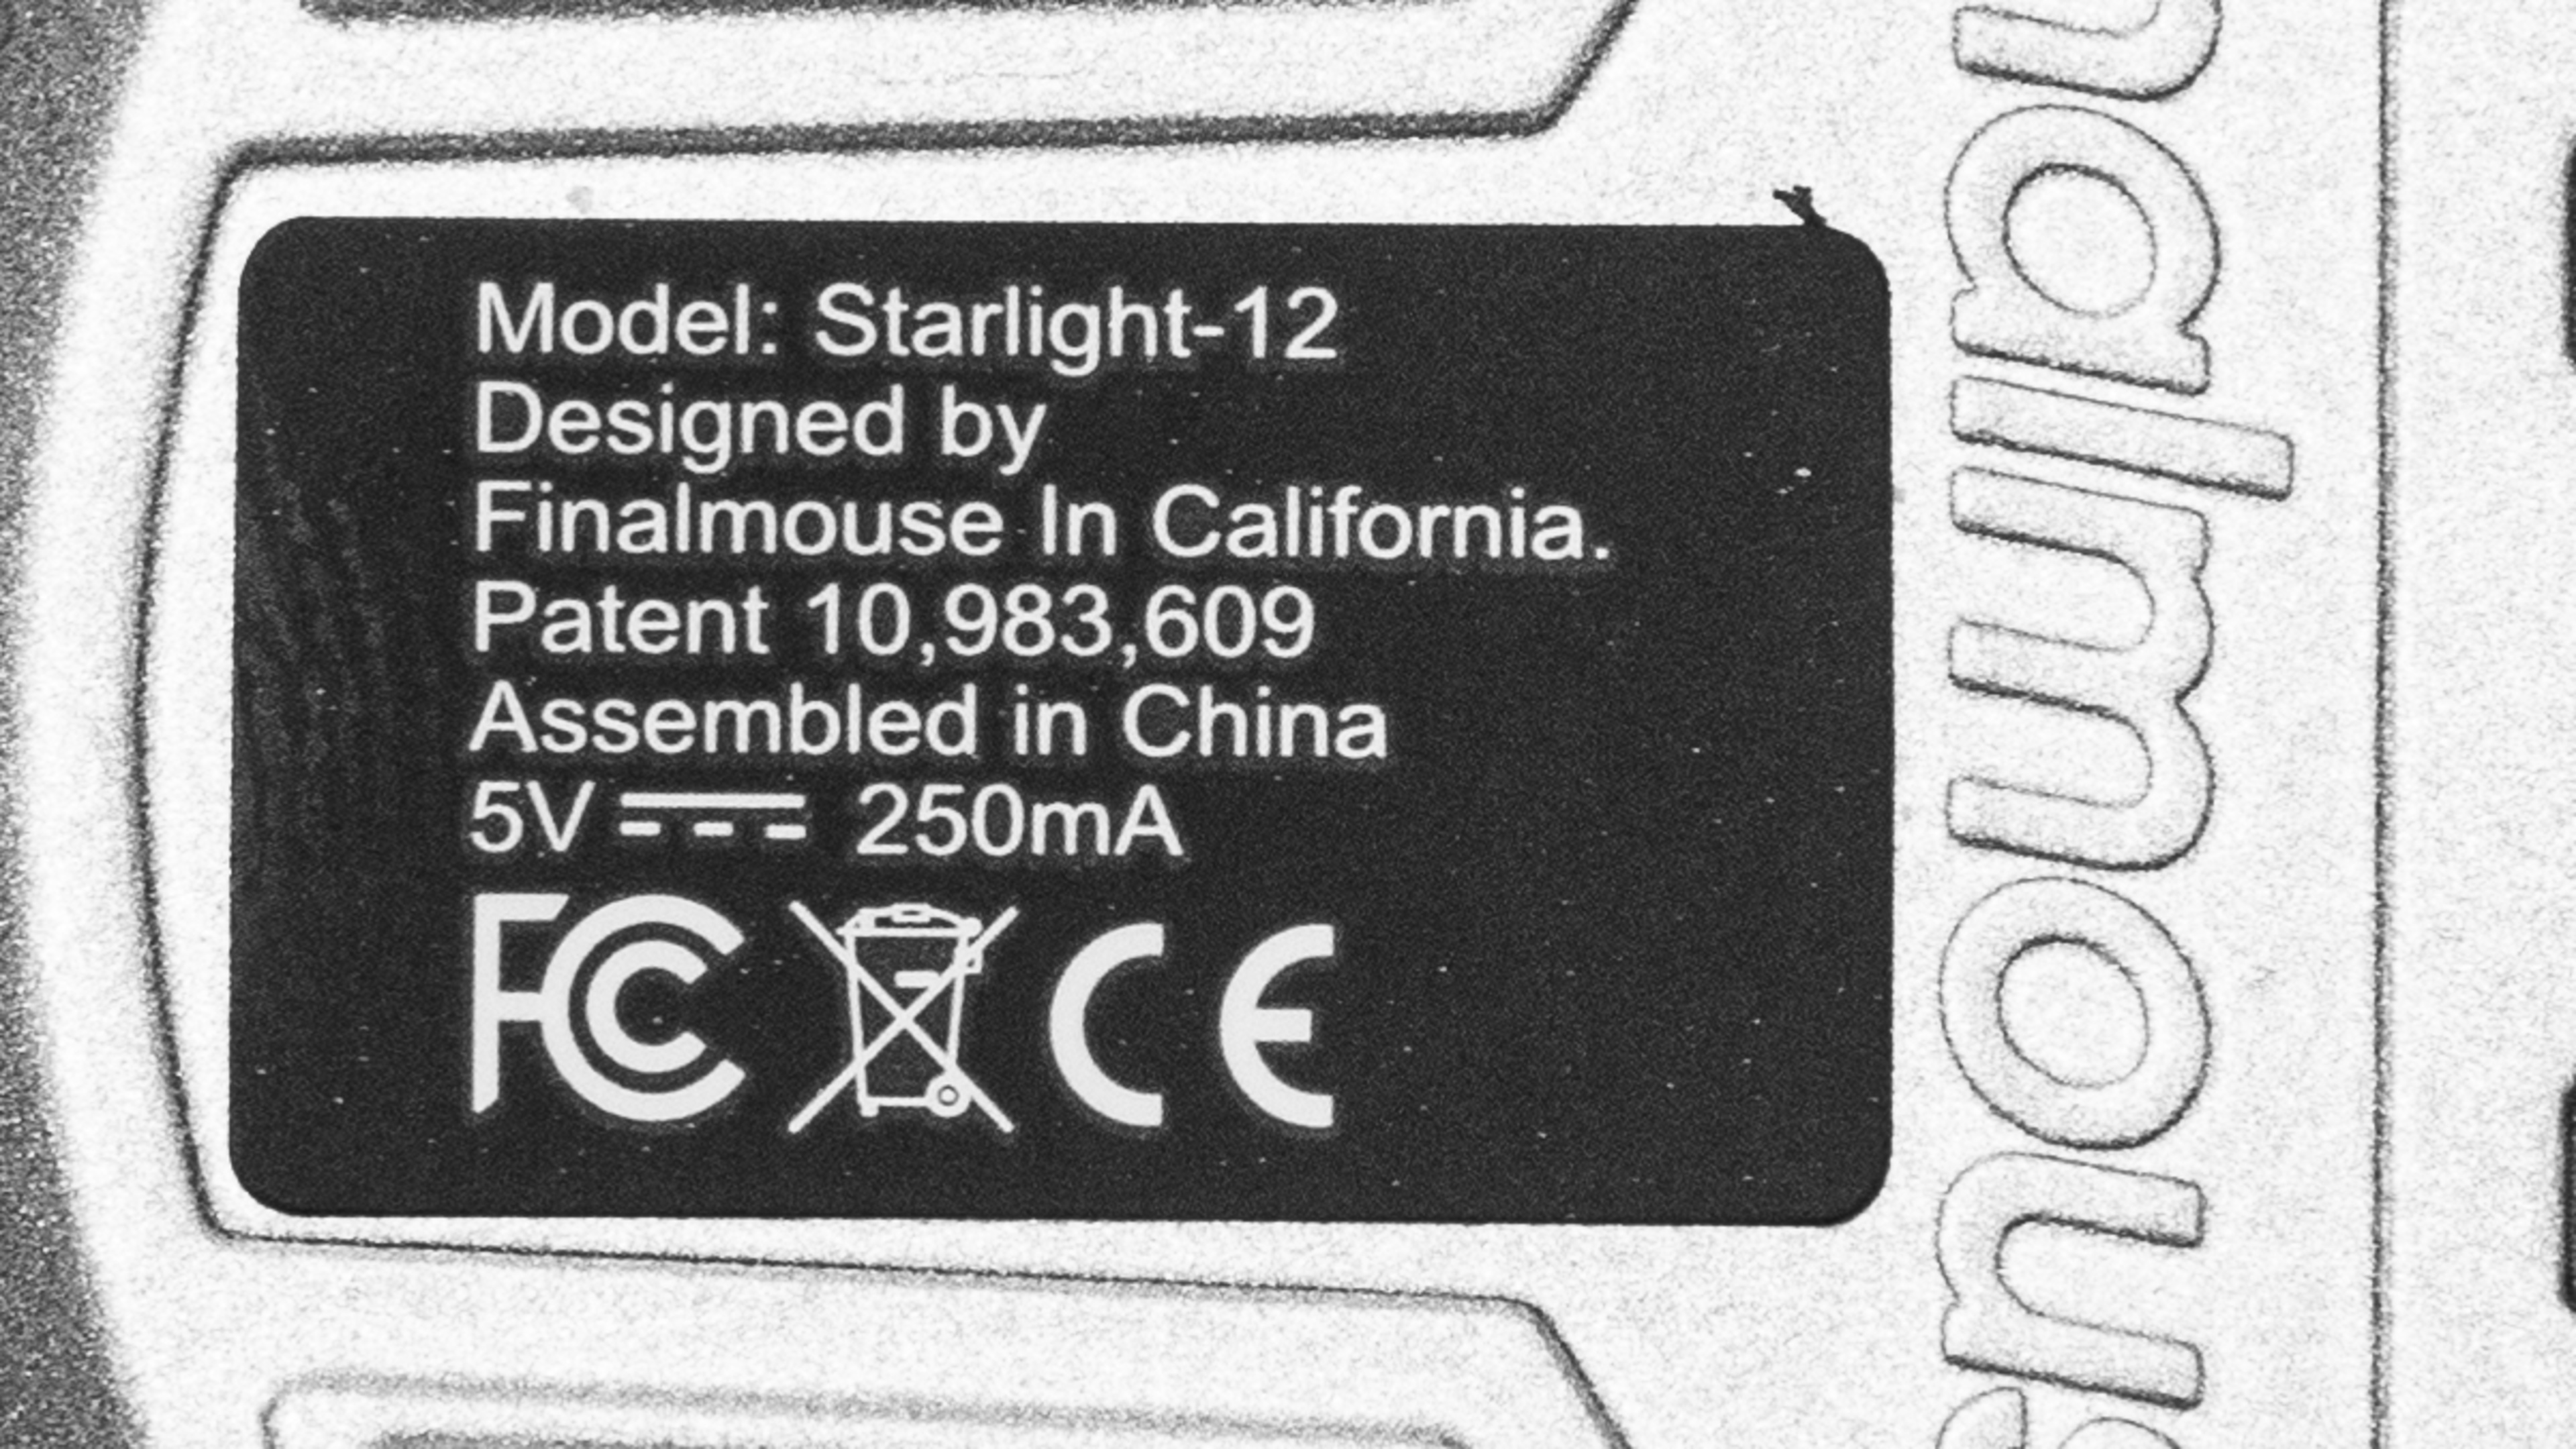 Model: Starlight-12
Designed by
Finalmouse In California.
Patent 10,983,609
Assembled in China
5V ⎓ 250mA
FC CE
nalmous